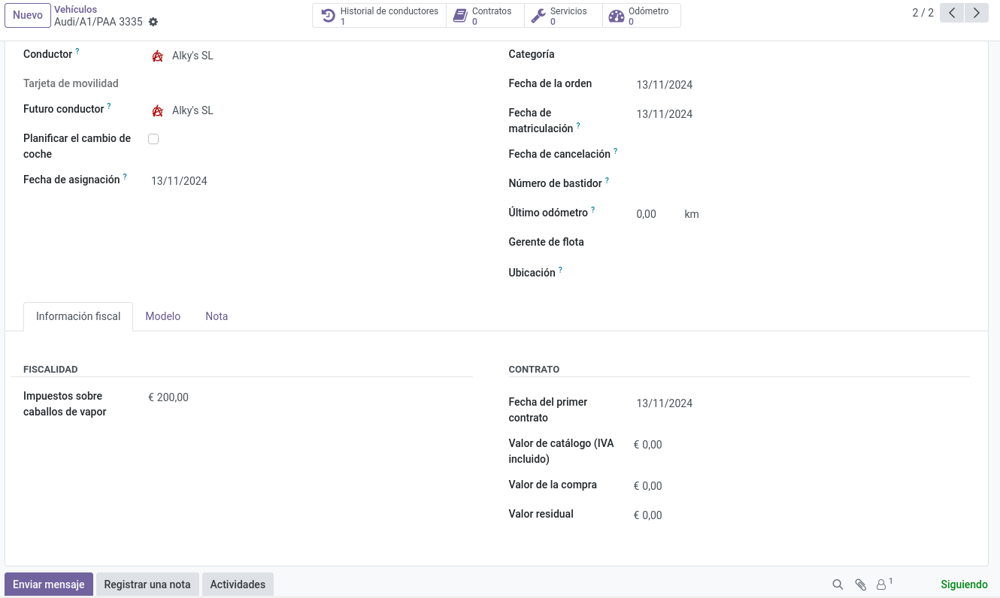 Nuevo
Vehículos
Audi/A1/PAA 3335
Historial de conductores
1
Contratos
0
Servicios
0
Odómetro
0
2 / 2
Conductor ?
Alky's SL
Tarjeta de movilidad
Futuro conductor ?
Alky's SL
Planificar el cambio de
coche
Fecha de asignación ?
13/11/2024
Categoría
Fecha de la orden
13/11/2024
Fecha de
matriculación ?
13/11/2024
Fecha de cancelación ?
Número de bastidor ?
Último odómetro ?
0,00 km
Gerente de flota
Ubicación ?
Información fiscal
Modelo
Nota
FISCALIDAD
Impuestos sobre
caballos de vapor
€ 200,00
CONTRATO
Fecha del primer
contrato
13/11/2024
Valor de catálogo (IVA
incluido)
€ 0,00
Valor de la compra
€ 0,00
Valor residual
€ 0,00
Enviar mensaje
Registrar una nota
Actividades
1
Siguiendo